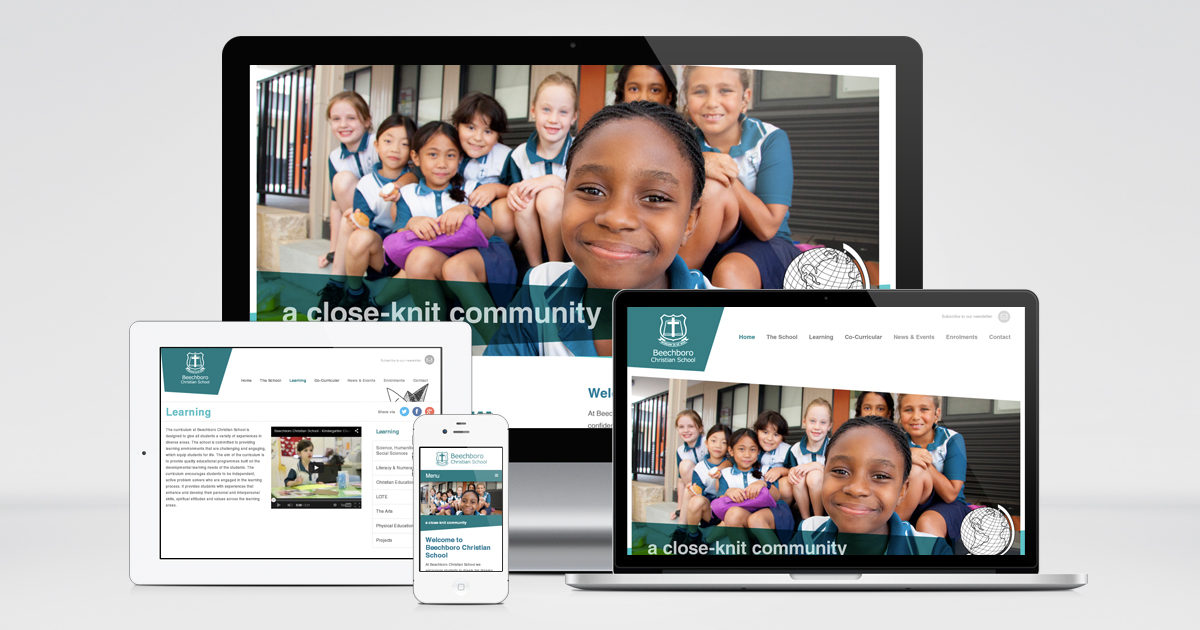 a close-knit community
Wel
At Beec
confiden
Beechboro
Christian School
Subscribe to our newsletter
Home The School Learning Co-Curricular News & Events Enrolments Contact
Learning
Share via
The curriculum of Beechboro Christian School is
designed to give all students a variety of experiences in
diverse areas. The school is committed to providing
learning environments that are challenging and engaging,
which equip students for life. The aim of the curriculum is
to provide quality educational programmes built on the
developmental learning needs of the students. The
curriculum encourages students to be independent,
active problem solvers who are engaged in the learning
process. It provides students with experiences that
enhance and develop their personal and interpersonal
skills, spiritual attitudes and values across the learning
areas.
Beechboro Christian School - Kindergarten
Learning
Science, Humanit
Social Sciences
Literacy & Numera
Christian Education
LOTE
The Arts
Physical Education
Projects
Beechboro
Christian School
Menu
a close-knit community
Welcome to
Beechboro Christian
School
At Beechboro Christian School we
Beechboro
Christian School
Subscribe to our newsletter
Home The School Learning Co-Curricular News & Events Enrolments Contact
a close-knit community